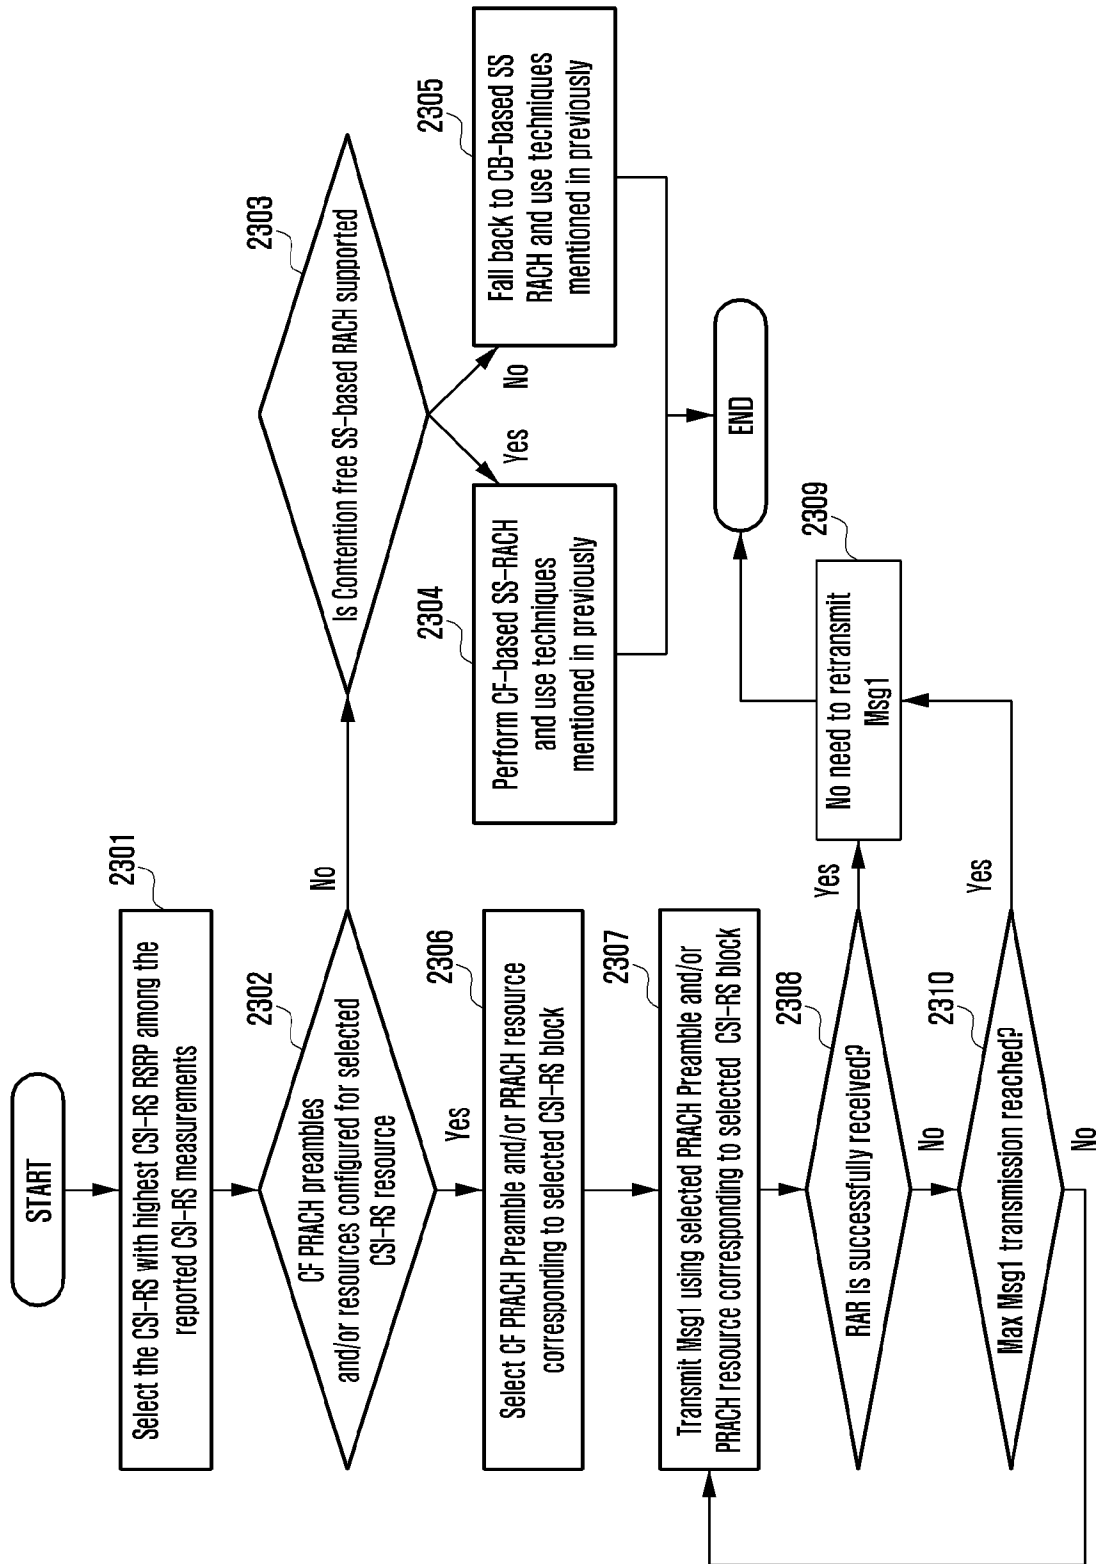 START
2301
Select the CSI-RS with highest CSI-RS RSRP among the
reported CSI-RS measurements
2302
CF PRACH preambles
and/or resources configured for selected
CSI-RS resource
No
Yes
2303
Is Contention free SS-based RACH supported
Yes
No
2304
Perform CF-based SS-RACH
and use techniques
mentioned in previously
2305
Fall back to CB-based SS
RACH and use techniques
mentioned in previously
2306
Select CF PRACH Preamble and/or PRACH resource
corresponding to selected CSI-RS block
2307
Transmit Msg1 using selected PRACH Preamble and/or
PRACH resource corresponding to selected CSI-RS block
2308
RAR is successfully received?
Yes
No
2309
No need to retransmit
Msg1
END
2310
Max Msg1 transmission reached?
Yes
No